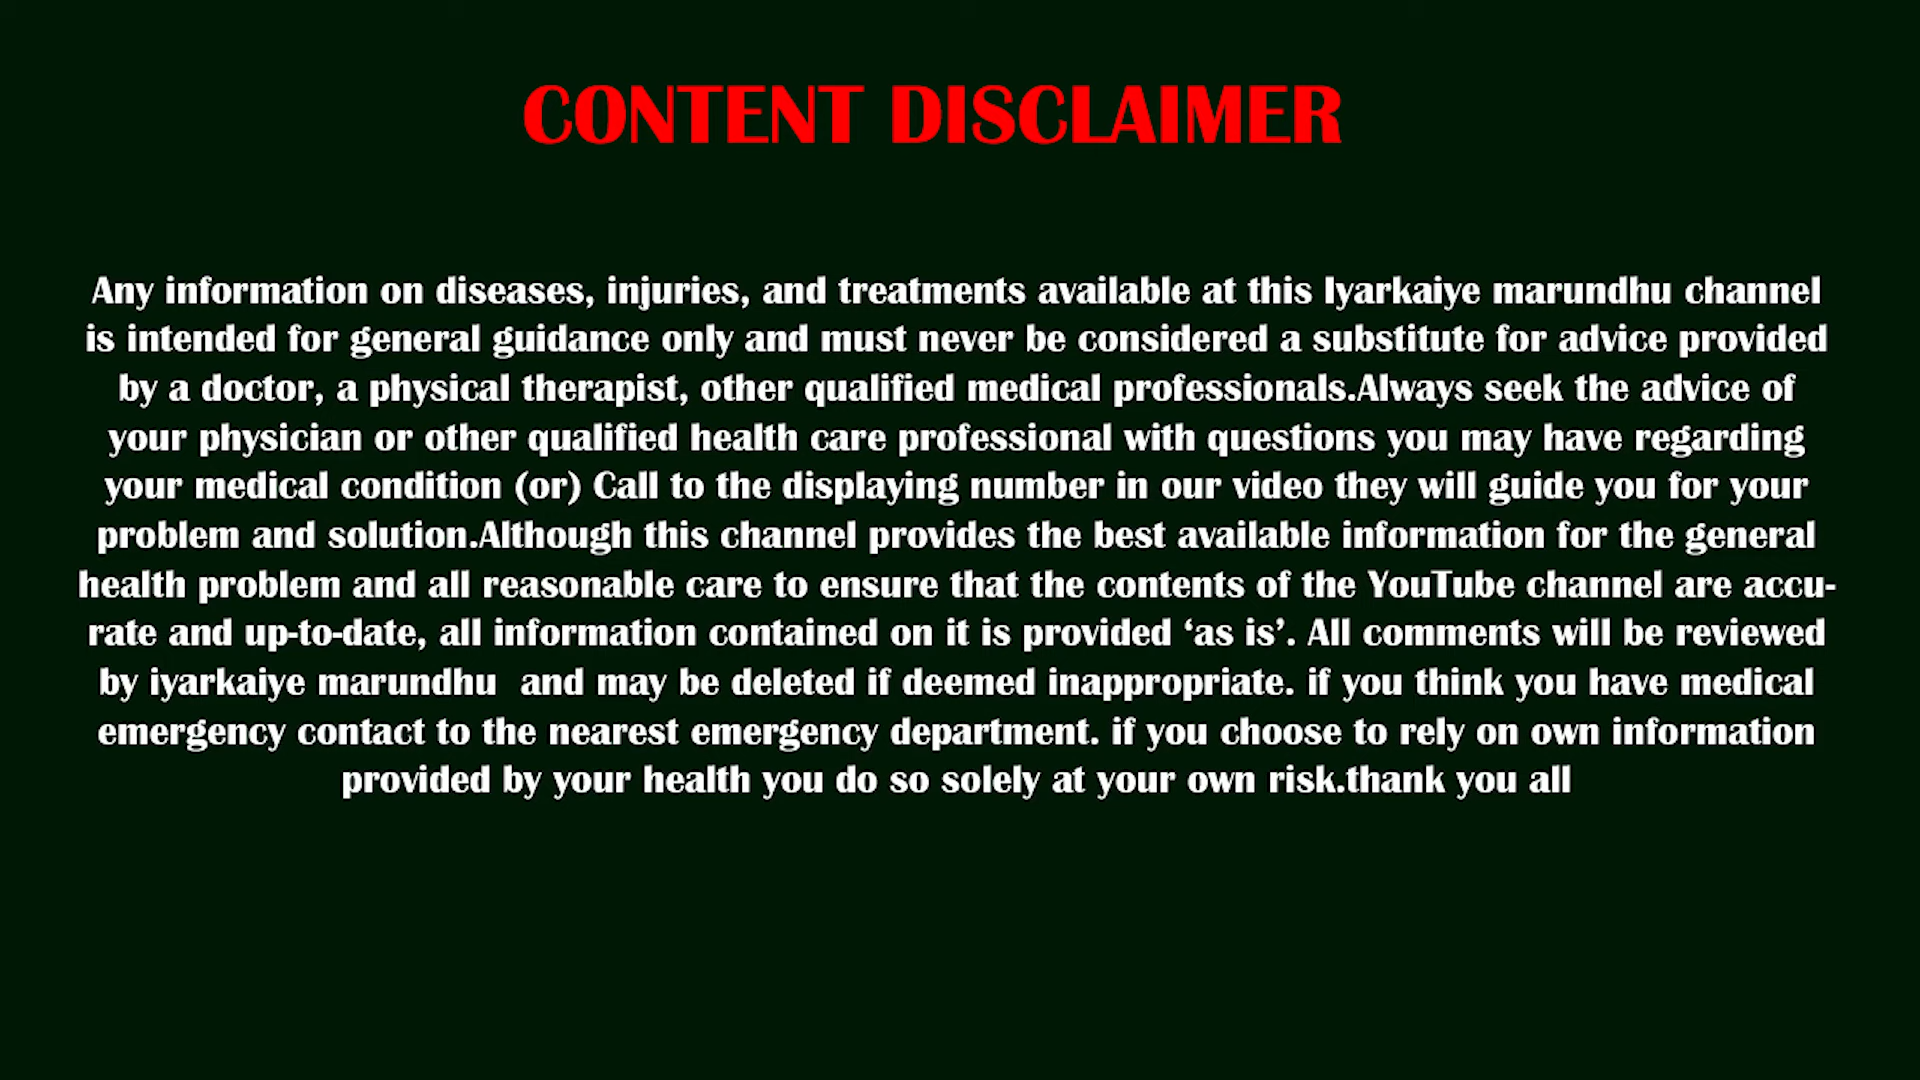 CONTENT DISCLAIMER
Any information on diseases, injuries, and treatments available at this Iyarkaiye marundhu channel
is intended for general guidance only and must never be considered a substitute for advice provided
by a doctor, a physical therapist, other qualified medical professionals.Always seek the advice of
your physician or other qualified health care professional with questions you may have regarding
your medical condition (or) Call to the displaying number in our video they will guide you for your
problem and solution.Although this channel provides the best available information for the general
health problem and all reasonable care to ensure that the contents of the YouTube channel are accu-
rate and up-to-date, all information contained on it is provided ‘as is’. All comments will be reviewed
by iyarkaiye marundhu  and may be deleted if deemed inappropriate. if you think you have medical
emergency contact to the nearest emergency department. if you choose to rely on own information
provided by your health you do so solely at your own risk.thank you all